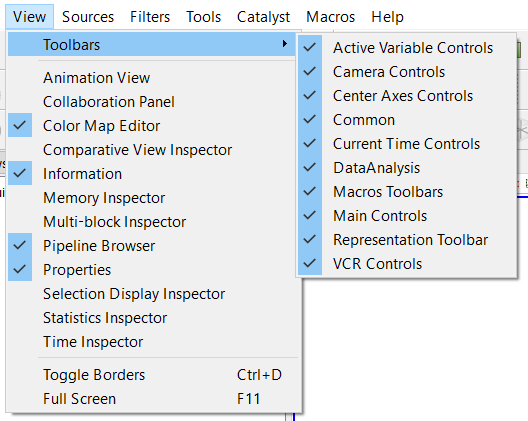 View Sources Filters Tools Catalyst Macros Help
Toolbars
Animation View
Collaboration Panel
Color Map Editor
Comparative View Inspector
Information
Memory Inspector
Multi-block Inspector
Pipeline Browser
Properties
Selection Display Inspector
Statistics Inspector
Time Inspector
Toggle Borders Ctrl+D
Full Screen F11
Active Variable Controls
Camera Controls
Center Axes Controls
Common
Current Time Controls
DataAnalysis
Macros Toolbars
Main Controls
Representation Toolbar
VCR Controls